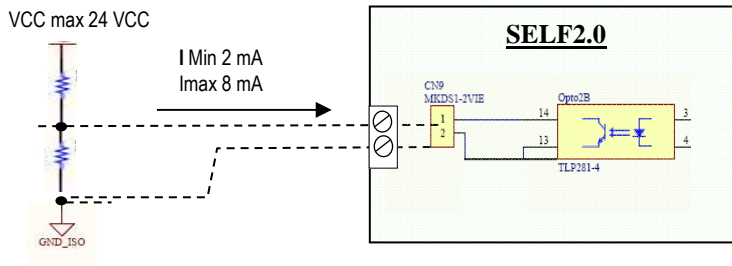 VCC max 24 VCC
I Min 2 mA
Imax 8 mA
SELF2.0
CN9
MKDS1-2VIE
1
2
Opto2B
14
13
3
4
TLP281-4
GND_ISO